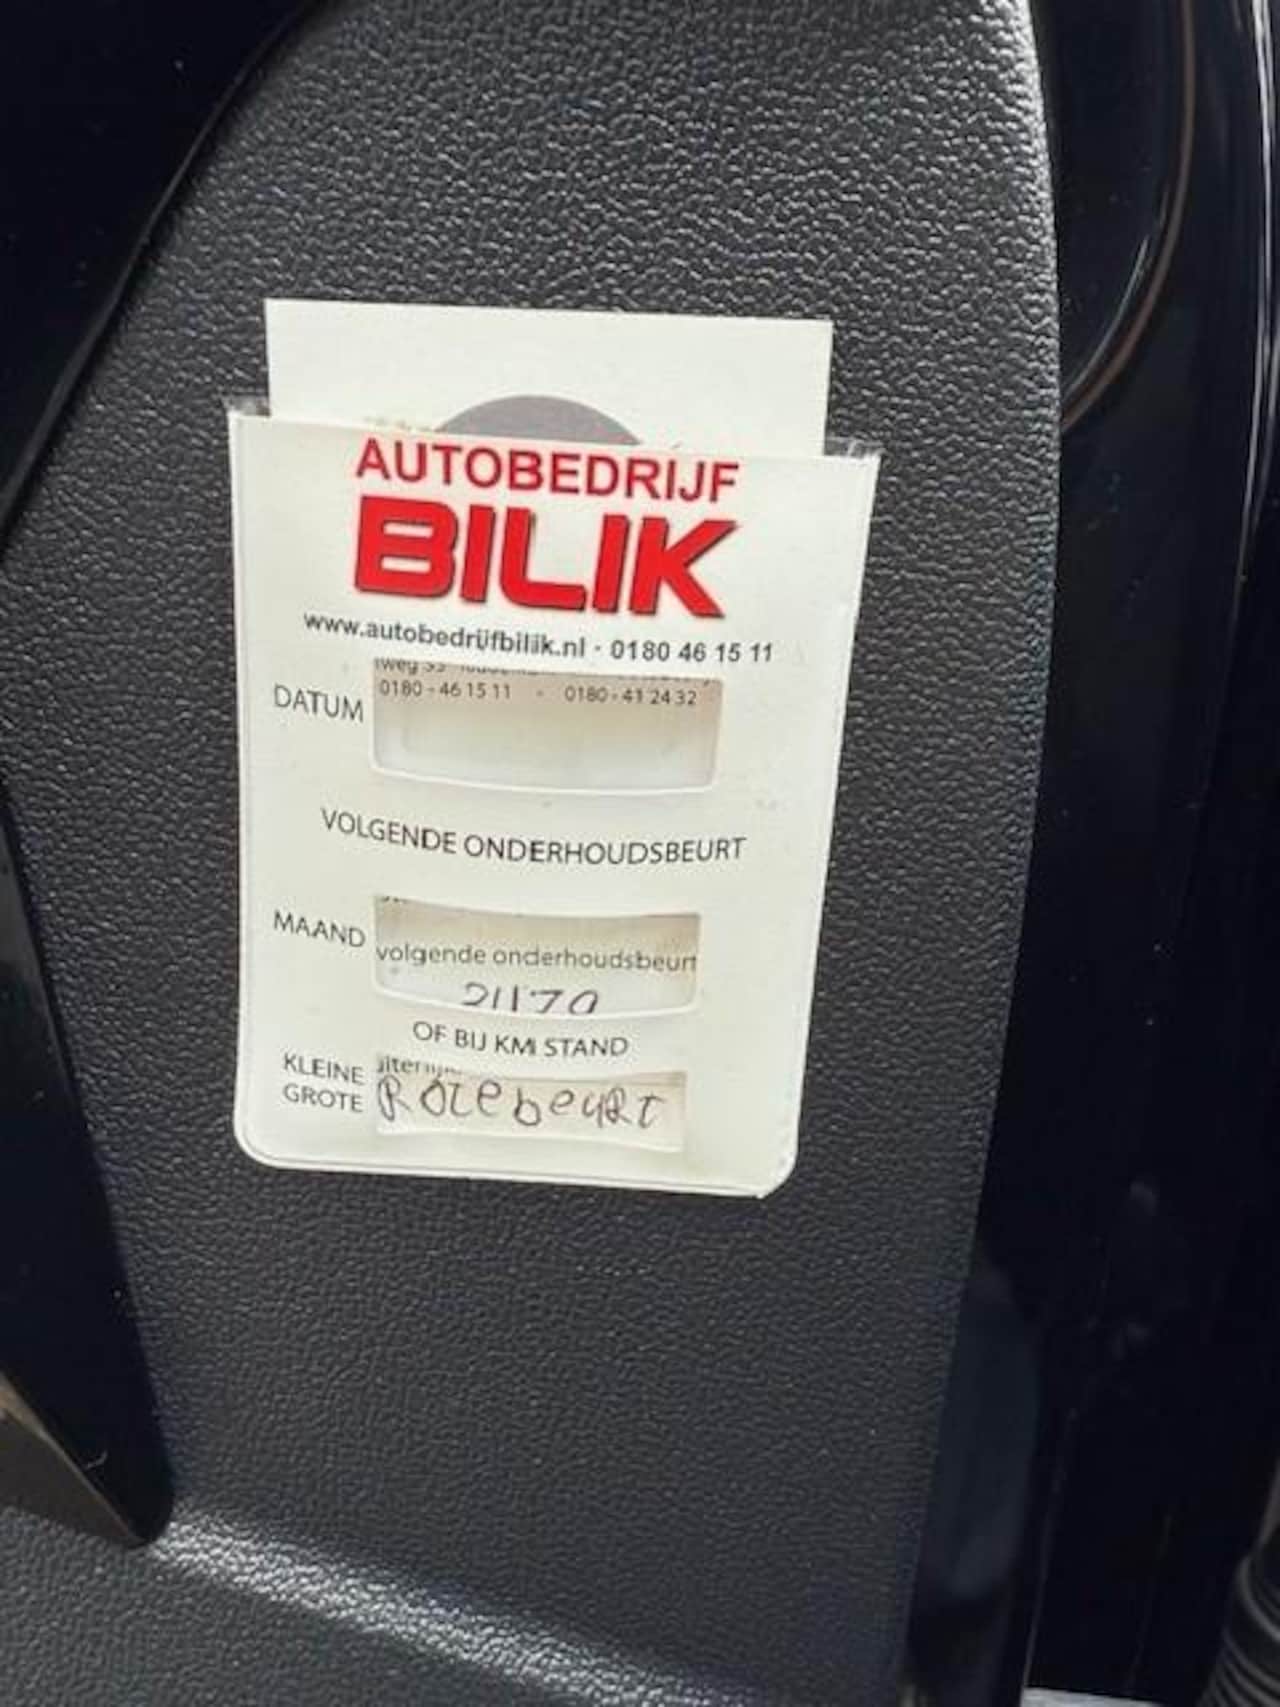 AUTOBEDRIJF
BILIK
www.autobedrijfbilik.nl · 0180 46 15 11
0180 - 46 15 11 - 0180 - 41 24 32
DATUM
VOLGENDE ONDERHOUDSBEURT
MAAND
volgende onderhoudsbeurt
OF BIJ KM STAND
KLEINE
GROTE